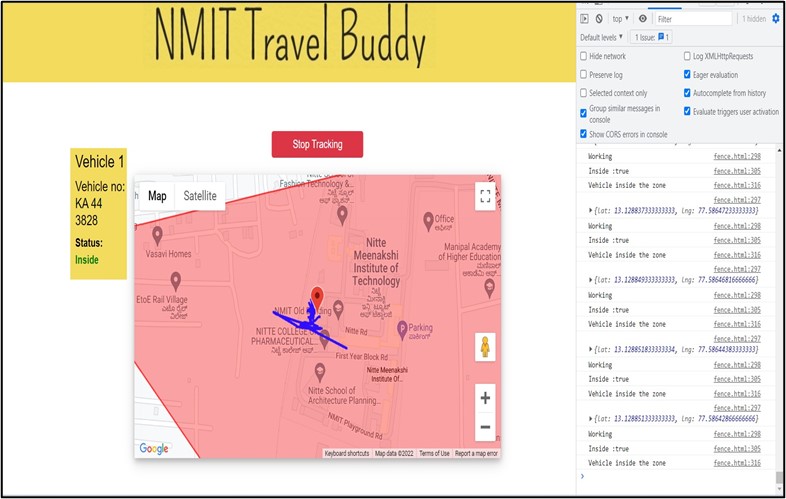 NMIT Travel Buddy
Stop Tracking
Vehicle 1
Vehicle no:
KA 44
3828
Status:
Inside
Map
Satellite
Fashion Technology &...
Office
Nitte
Meenakshi
Institute of
Technology
Manipal Academy
of Higher Education
Vasavi Homes
EtoE Rail Village
NMIT Old
NITTE COLLEGE
PHARMACEUTICAL...
Nitte Rd
Parking
ಪಾರ್ಕಿಂಗ್
First Year Block Rd
Nitte Meenakshi
Institute Of...
Nitte School of
Architecture Planning...
NMIT Playground Rd
Google
Keyboard shortcuts
Map data ©2022
Terms of Use
Report a map error
top
Filter
1 hidden
Default levels
1 Issue:
1
Hide network
Log XMLHttpRequests
Preserve log
Eager evaluation
Selected context only
Autocomplete from history
Group similar messages in
console
Evaluate triggers user activation
Show CORS errors in console
Working fence.html:298
Inside :true fence.html:305
Vehicle inside the zone fence.html:316
fence.html:297
{lat: 13.128837333333333, lng: 77.58647233333333}
Working fence.html:298
Inside :true fence.html:305
Vehicle inside the zone fence.html:316
fence.html:297
{lat: 13.128849333333333, lng: 77.58646816666666}
Working fence.html:298
Inside :true fence.html:305
Vehicle inside the zone fence.html:316
fence.html:297
{lat: 13.128851833333334, lng: 77.58644383333333}
Working fence.html:298
Inside :true fence.html:305
Vehicle inside the zone fence.html:316
fence.html:297
{lat: 13.128851333333333, lng: 77.58642866666666}
Working fence.html:298
Inside :true fence.html:305
Vehicle inside the zone fence.html:316